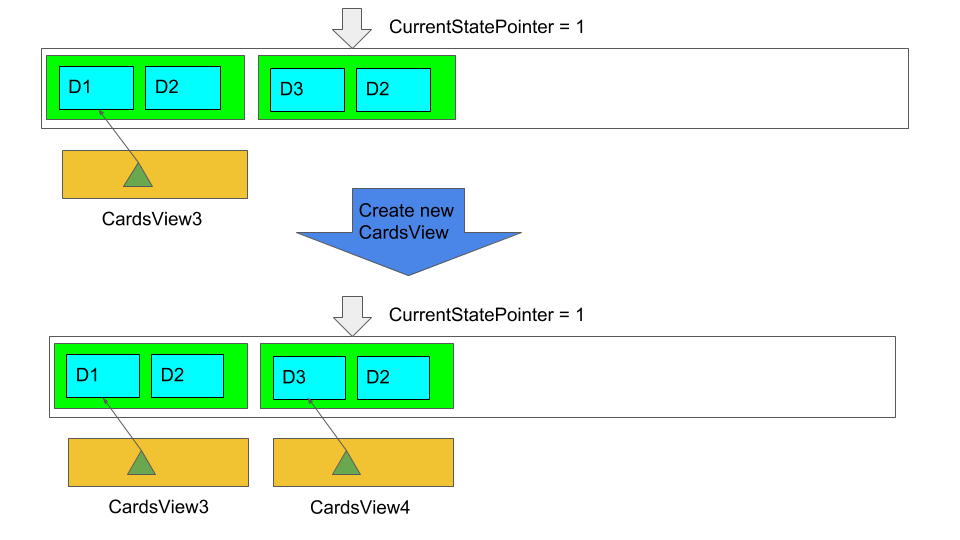 CurrentStatePointer = 1
D1
D2
D3
D2
CardsView3
Create new
CardsView
CurrentStatePointer = 1
D1
D2
D3
D2
CardsView3
CardsView4